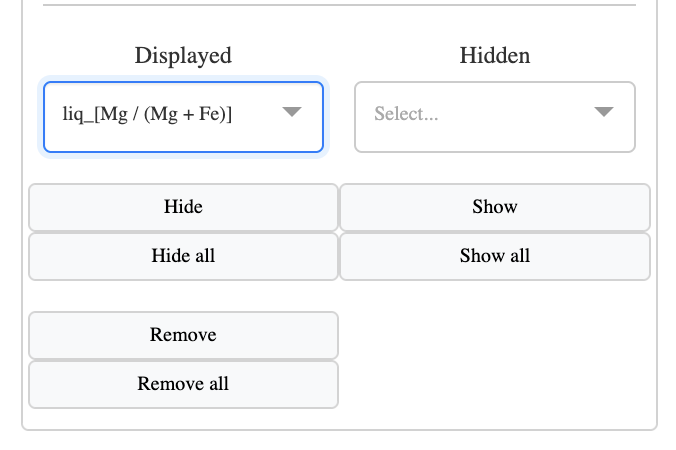 Displayed
Hidden
liq_[Mg / (Mg + Fe)]
Select...
Hide
Show
Hide all
Show all
Remove
Remove all